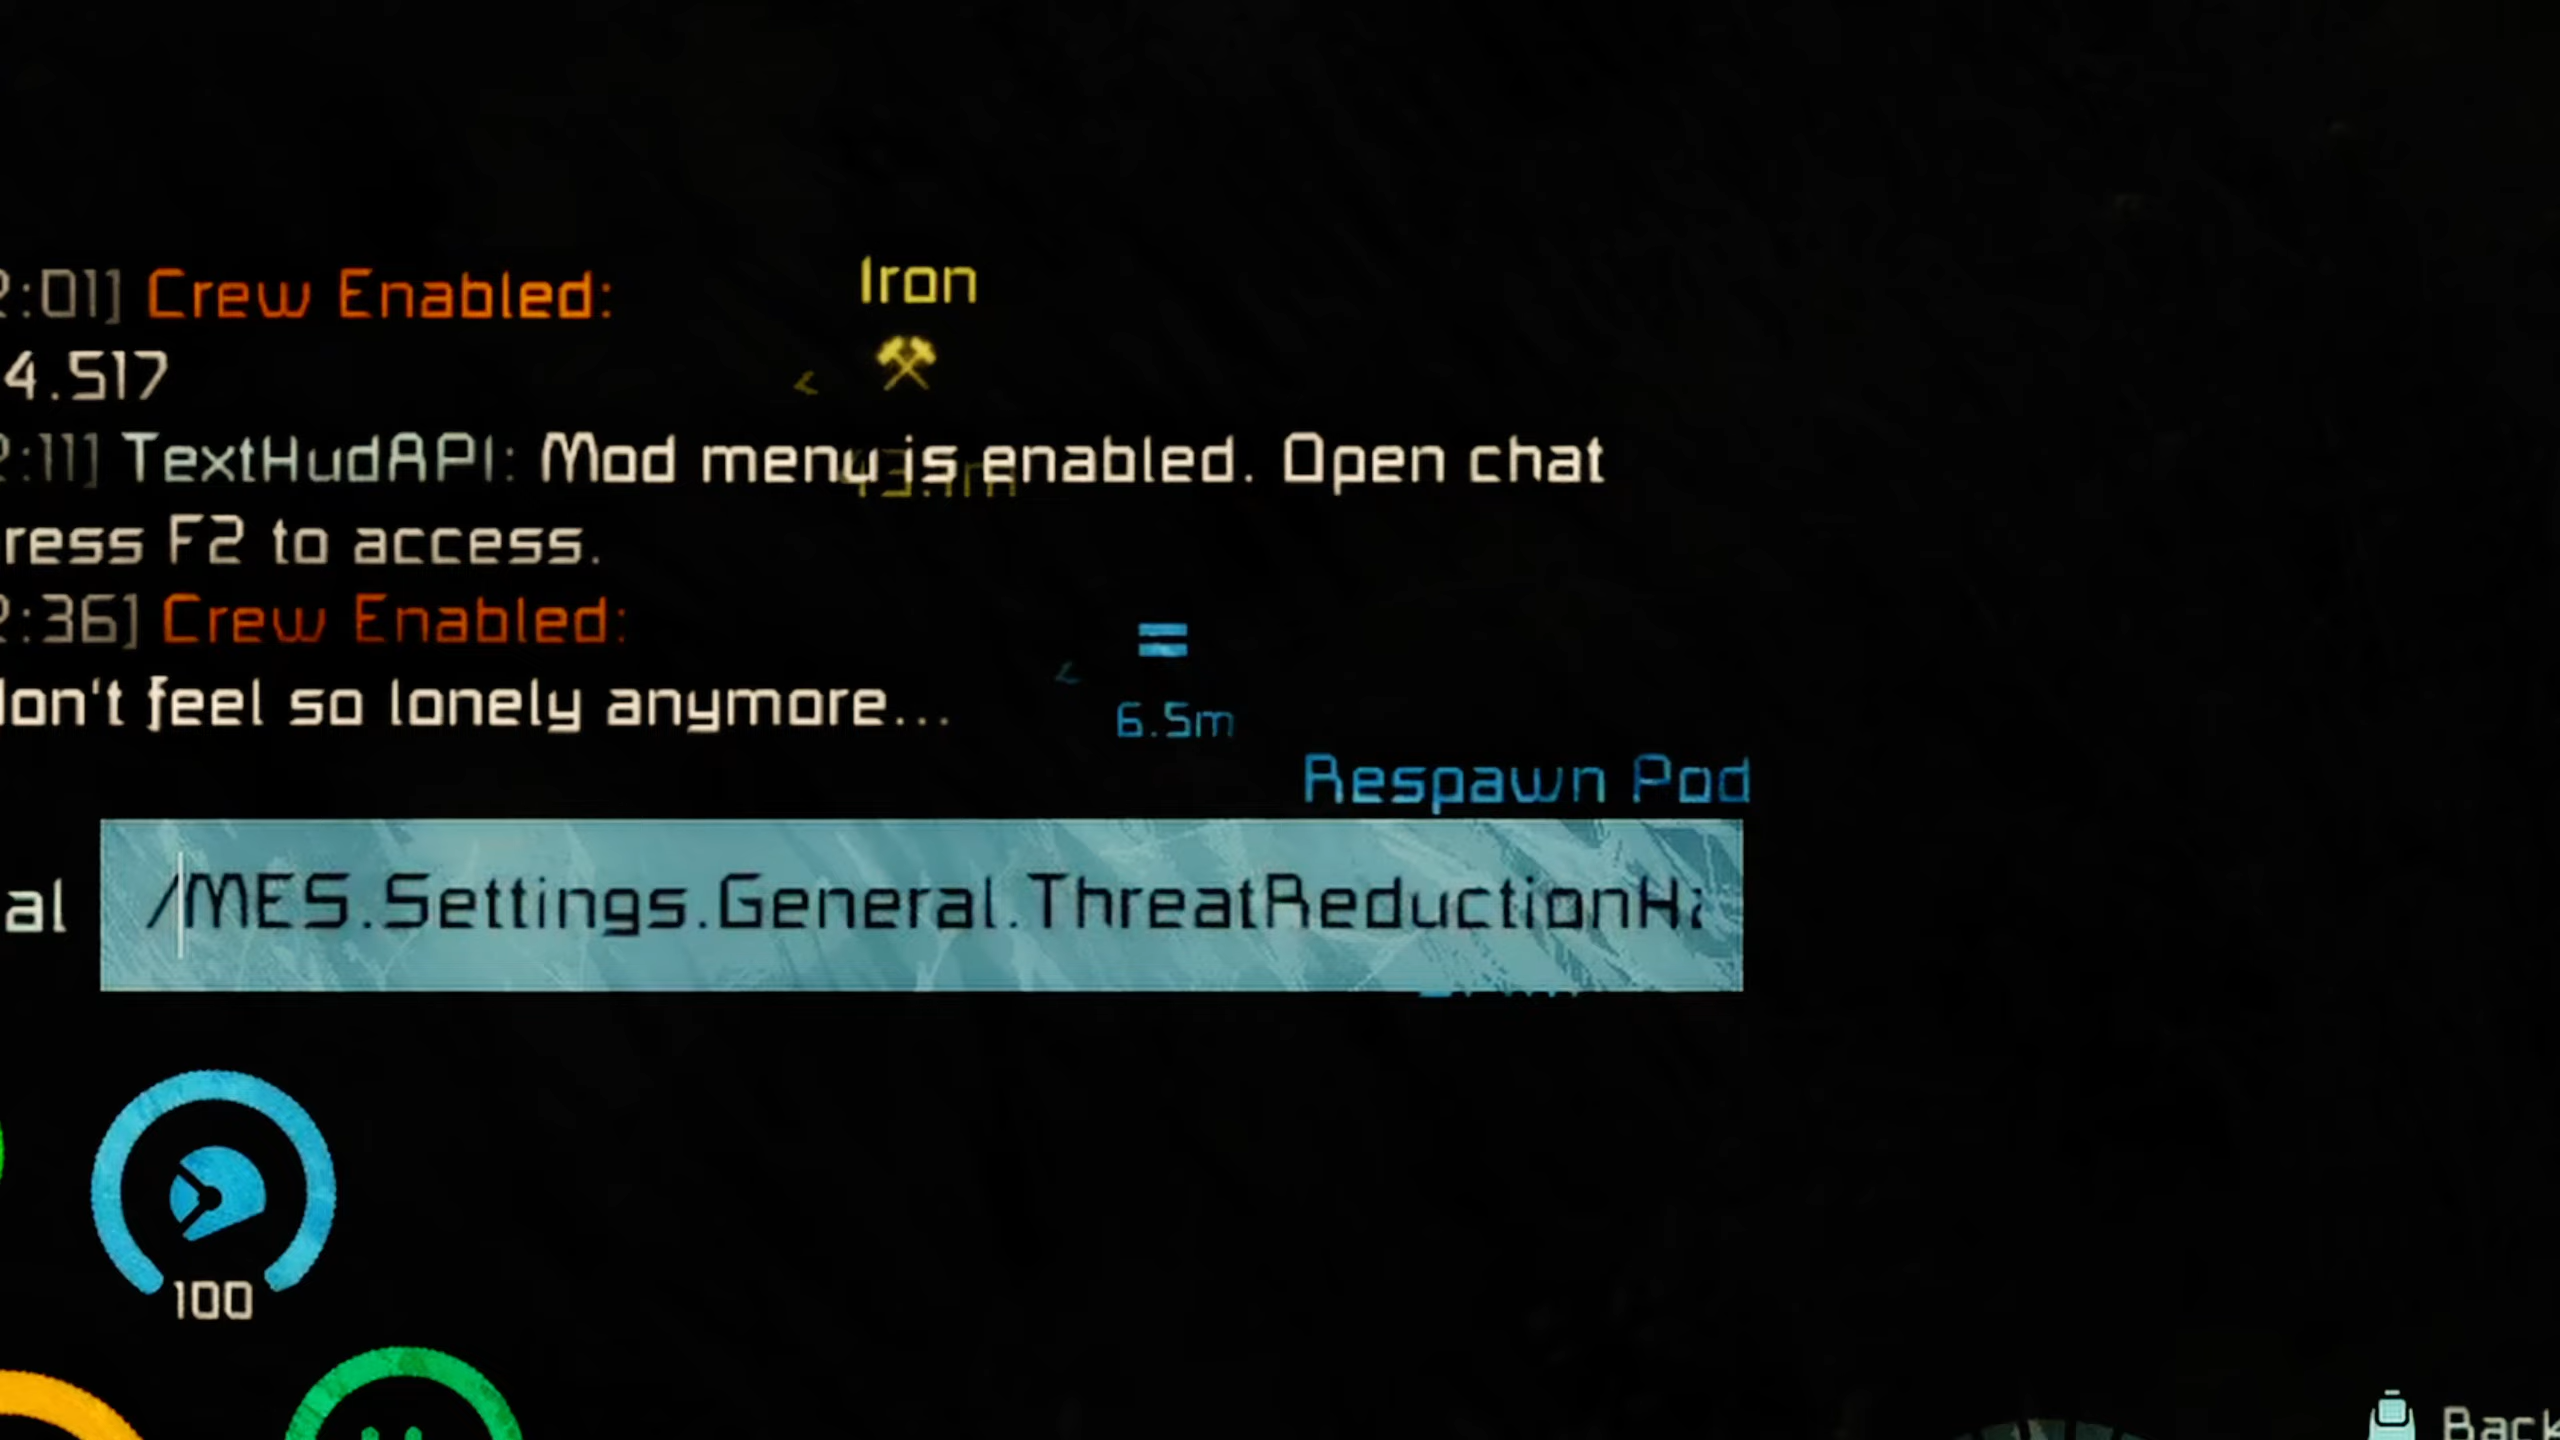 2:01] Crew Enabled:
Iron
4.517
2:11] TextHudAPI: Mod menu is enabled. Open chat
ress F2 to access.
2:36] Crew Enabled:
don't feel so lonely anymore...
6.5m
Respawn Pod
al /MES.Settings.General.ThreatReductionHa
100
Back